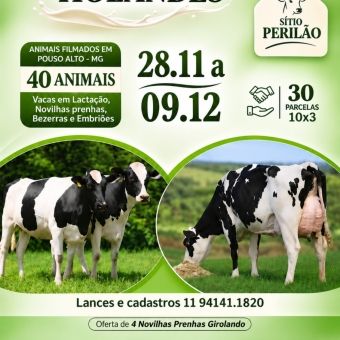 HOLANDÊS
SÍTIO
PERILÃO
ANIMAIS FILMADOS EM
POUSO ALTO - MG
40 ANIMAIS
Vacas em Lactação,
Novilhas prenhas,
Bezerras e Embriões
28.11 a
09.12
30
PARCELAS
10x3
Lances e cadastros 11 94141.1820
Oferta de 4 Novilhas Prenhas Girolando